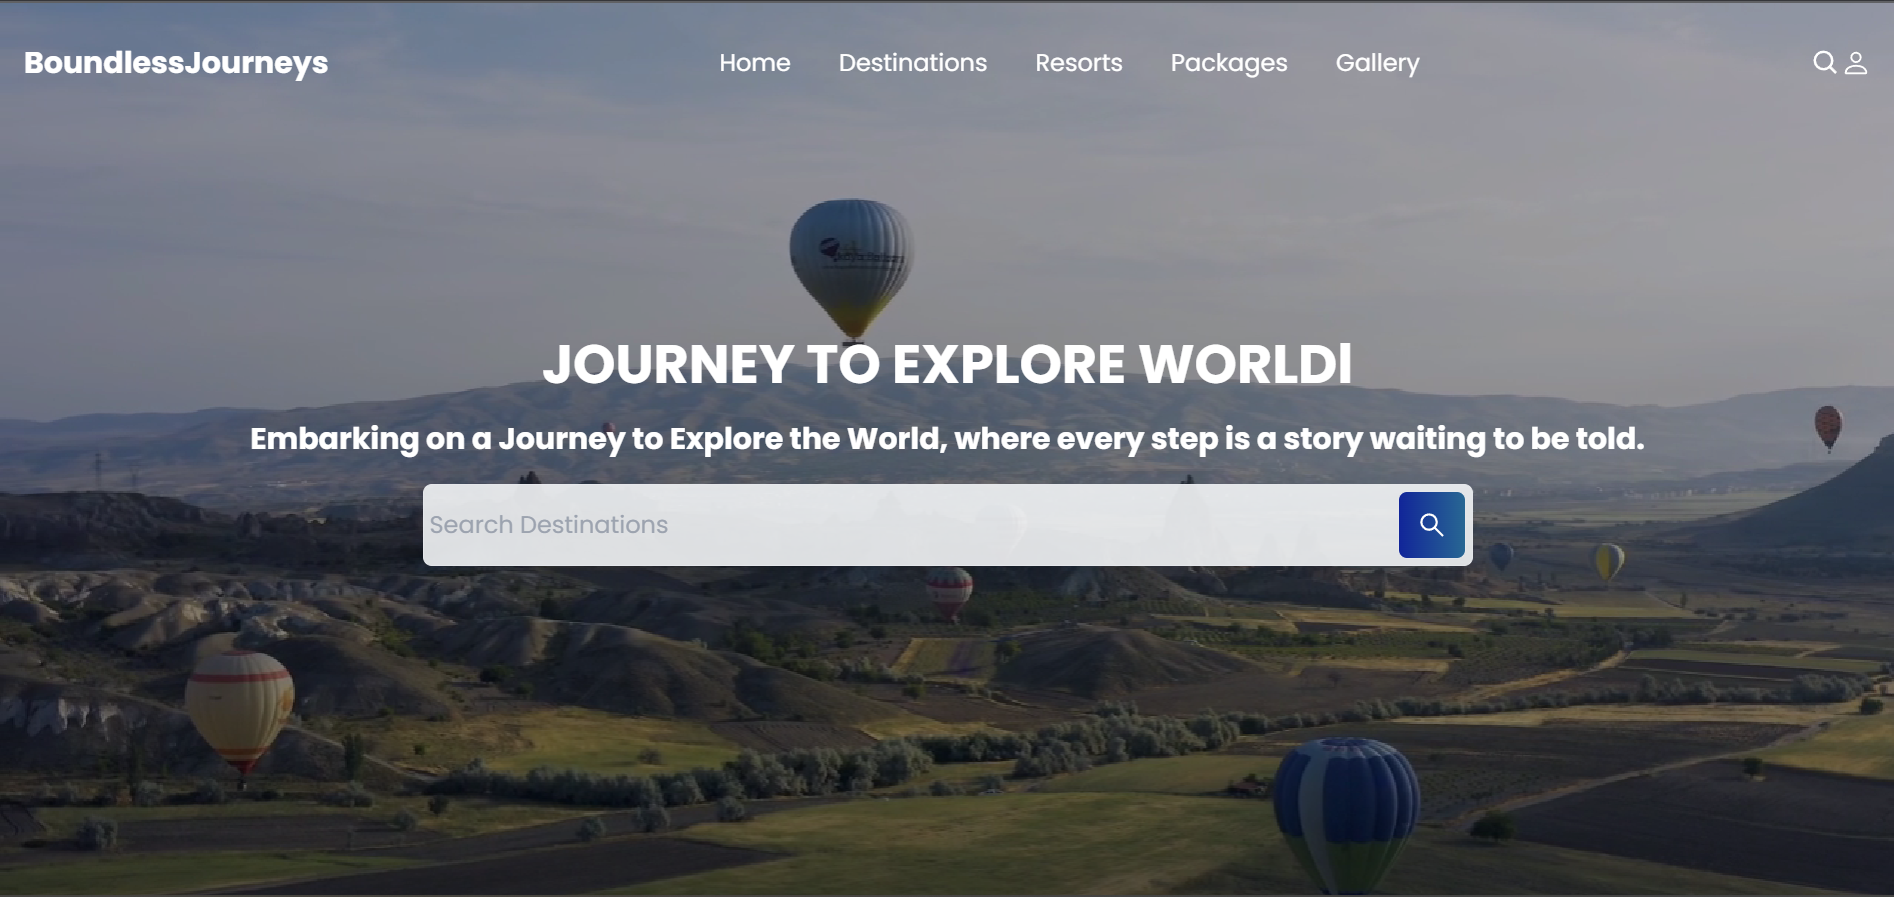 BoundlessJourneys
Home Destinations Resorts Packages Gallery
JOURNEY TO EXPLORE WORLD
Embarking on a Journey to Explore the World, where every step is a story waiting to be told.
Search Destinations